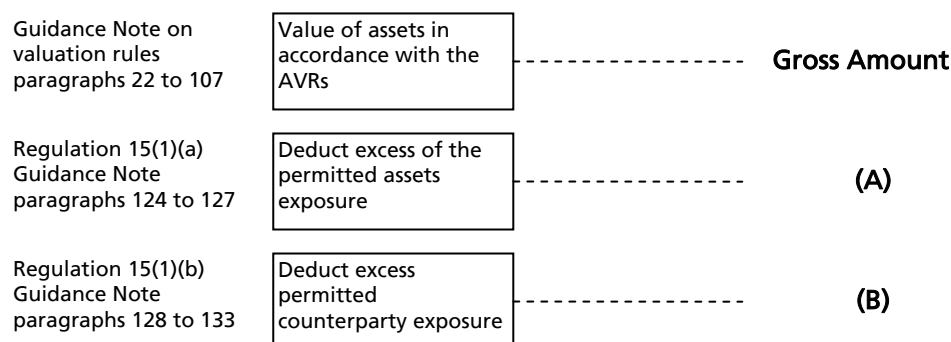 Guidance Note on
valuation rules
paragraphs 22 to 107
Value of assets in
accordance with the
AVRs
Gross Amount
Regulation 15(1)(a)
Guidance Note
paragraphs 124 to 127
Deduct excess of the
permitted assets
exposure
(A)
Regulation 15(1)(b)
Guidance Note
paragraphs 128 to 133
Deduct excess
permitted
counterparty exposure
(B)